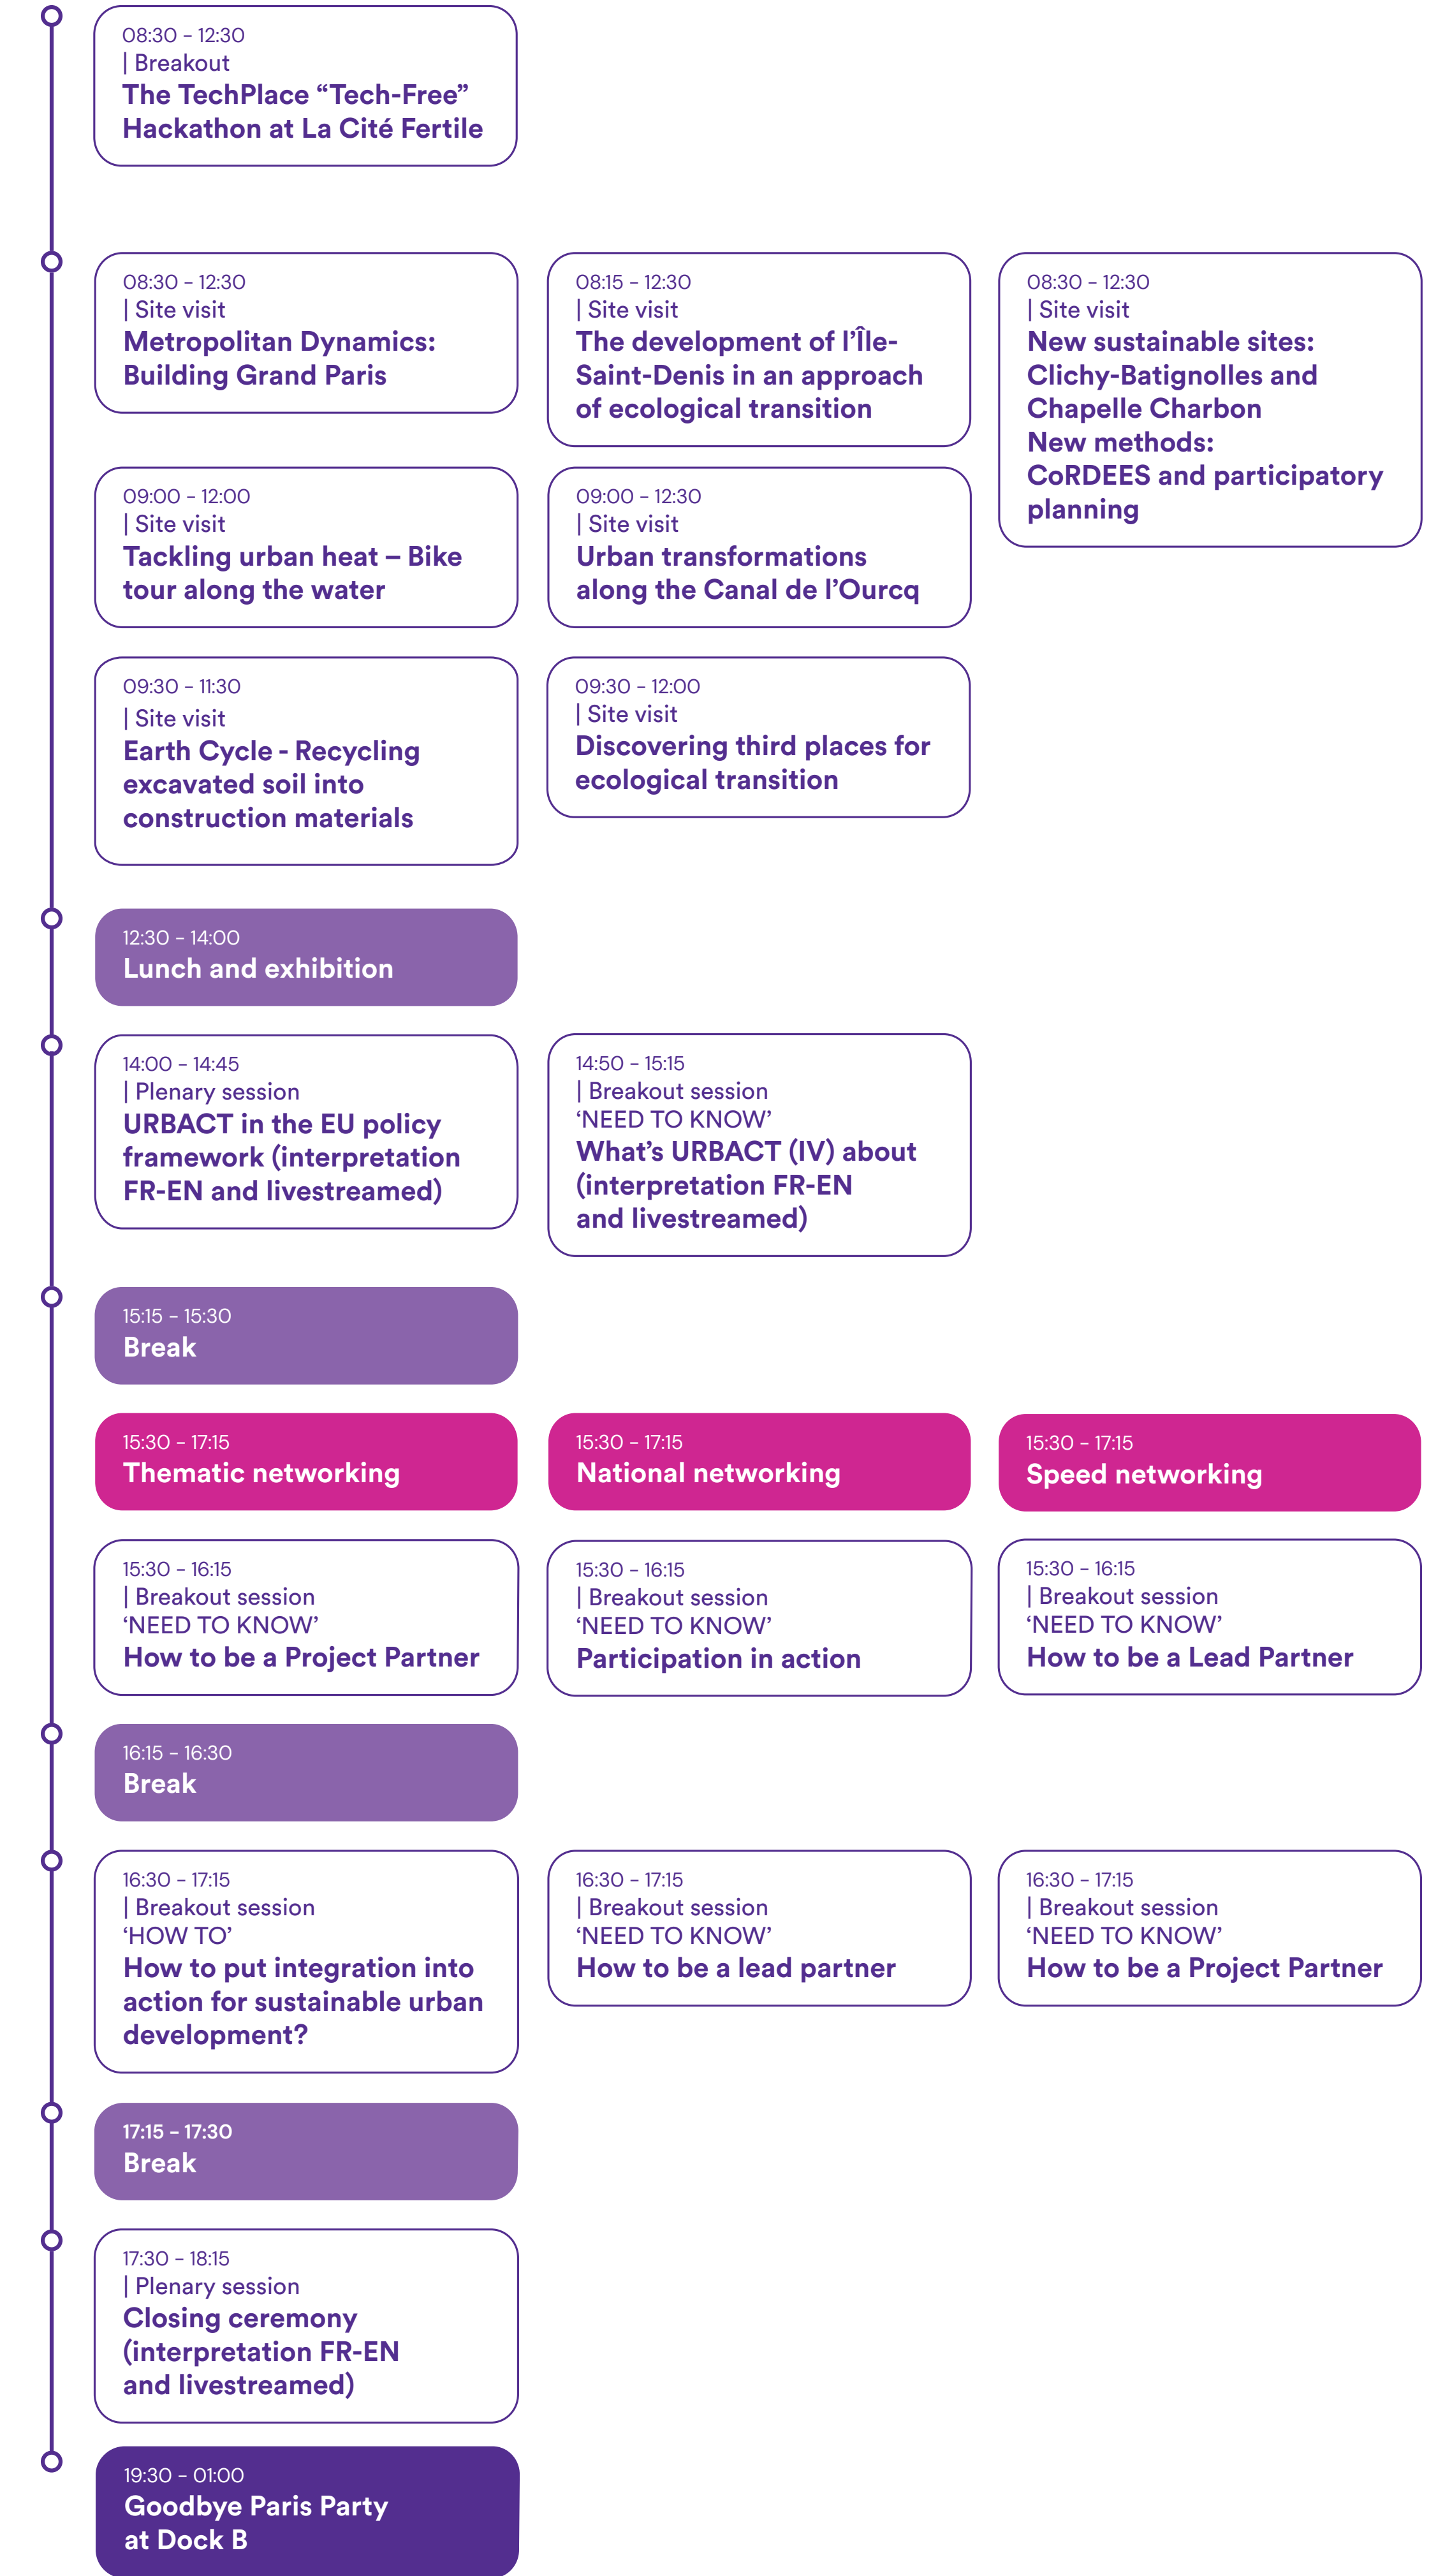 08:30 – 12:30
| Breakout
The TechPlace “Tech-Free”
Hackathon at La Cité Fertile
08:30 – 12:30
| Site visit
Metropolitan Dynamics:
Building Grand Paris
08:15 – 12:30
| Site visit
The development of l’Île-
Saint-Denis in an approach
of ecological transition
08:30 – 12:30
| Site visit
New sustainable sites:
Clichy-Batignolles and
Chapelle Charbon
New methods:
CoRDEES and participatory
planning
09:00 – 12:00
| Site visit
Tackling urban heat – Bike
tour along the water
09:00 – 12:30
| Site visit
Urban transformations
along the Canal de l’Ourcq
09:30 – 11:30
| Site visit
Earth Cycle - Recycling
excavated soil into
construction materials
09:30 – 12:00
| Site visit
Discovering third places for
ecological transition
12:30 – 14:00
Lunch and exhibition
14:00 – 14:45
| Plenary session
URBACT in the EU policy
framework (interpretation
FR-EN and livestreamed)
14:50 – 15:15
| Breakout session
‘NEED TO KNOW’
What’s URBACT (IV) about
(interpretation FR-EN
and livestreamed)
15:15 – 15:30
Break
15:30 – 17:15
Thematic networking
15:30 – 17:15
National networking
15:30 – 17:15
Speed networking
15:30 – 16:15
| Breakout session
‘NEED TO KNOW’
How to be a Project Partner
15:30 – 16:15
| Breakout session
‘NEED TO KNOW’
Participation in action
15:30 – 16:15
| Breakout session
‘NEED TO KNOW’
How to be a Lead Partner
16:15 – 16:30
Break
16:30 – 17:15
| Breakout session
‘HOW TO’
How to put integration into
action for sustainable urban
development?
16:30 – 17:15
| Breakout session
‘NEED TO KNOW’
How to be a lead partner
16:30 – 17:15
| Breakout session
‘NEED TO KNOW’
How to be a Project Partner
17:15 – 17:30
Break
17:30 – 18:15
| Plenary session
Closing ceremony
(interpretation FR-EN
and livestreamed)
19:30 – 01:00
Goodbye Paris Party
at Dock B